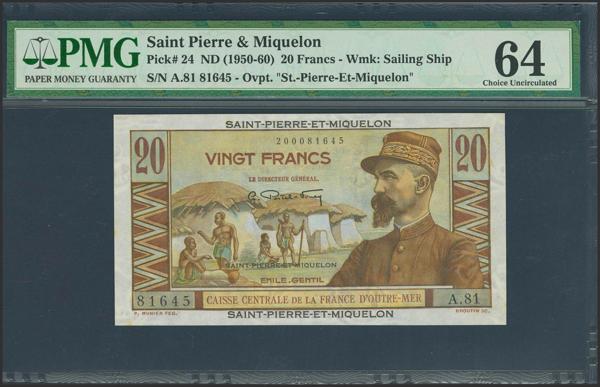 PMG
PAPER MONEY GUARANTY
Saint Pierre & Miquelon
Pick# 24 ND (1950-60) 20 Francs - Wmk: Sailing Ship
S/N A.81 81645 - Ovpt. "St.-Pierre-Et-Miquelon"
64
Choice Uncirculated
SAINT-PIERRE-ET-MIQUELON
200081645
20
VINGT FRANCS
20
LE DIRECTEUR GÉNÉRAL.
SAINT-PIERRE-ET-MIQUELON
EMILE.GENTIL
81645
CAISSE CENTRALE DE LA FRANCE D'OUTRE-MER
A.81
P. MUNIER FEC.
SAINT-PIERRE-ET-MIQUELON